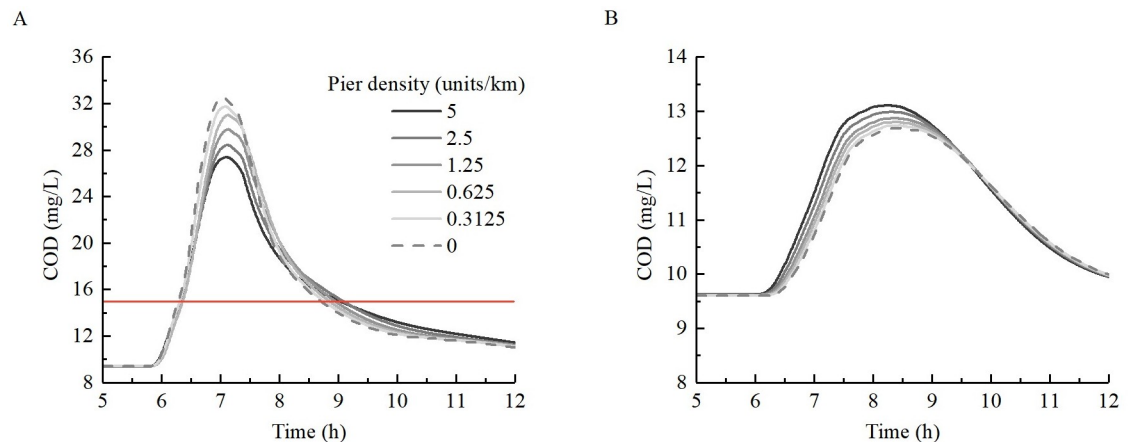 A
COD (mg/L)
36
32
28
24
20
16
12
8
5 6 7 8 9 10 11 12
Time (h)
Pier density (units/km)
5
2.5
1.25
0.625
0.3125
0
B
COD (mg/L)
14
13
12
11
10
9
8
5 6 7 8 9 10 11 12
Time (h)